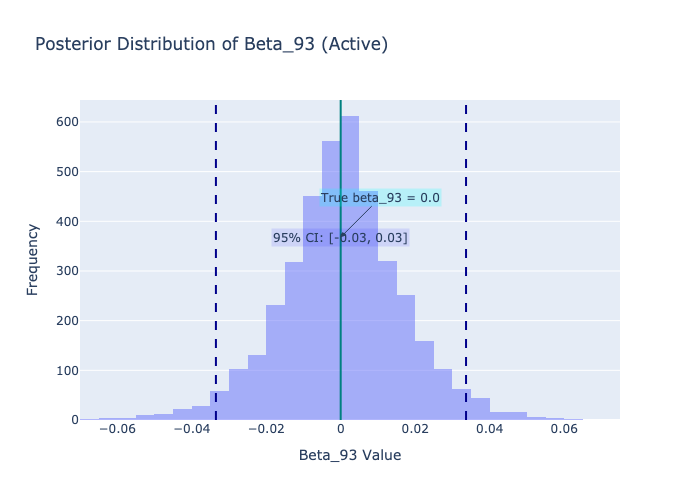 Posterior Distribution of Beta_93 (Active)
600
500
400
300
200
100
0
Frequency
True beta_93 = 0.0
95% CI: [-0.03, 0.03]
−0.06
−0.04
−0.02
0
0.02
0.04
0.06
Beta_93 Value